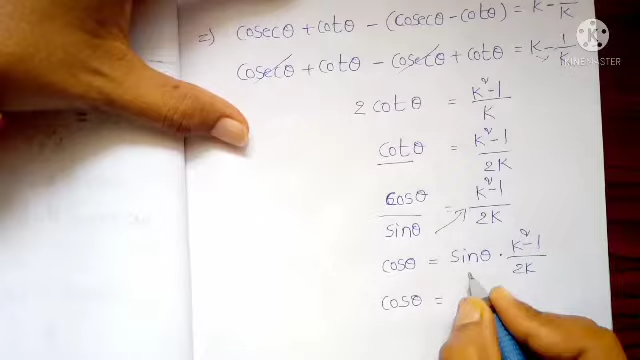 =) cosecθ + cotθ - (cosecθ - cotθ) = K - 1/K
cosecθ + cotθ - cosecθ + cotθ = K - 1/K
2 cotθ = K²-1/K
cotθ = K²-1/2K
cosθ/sinθ = K²-1/2K
cosθ = sinθ · K²-1/2K
cosθ =
KINEMASTER